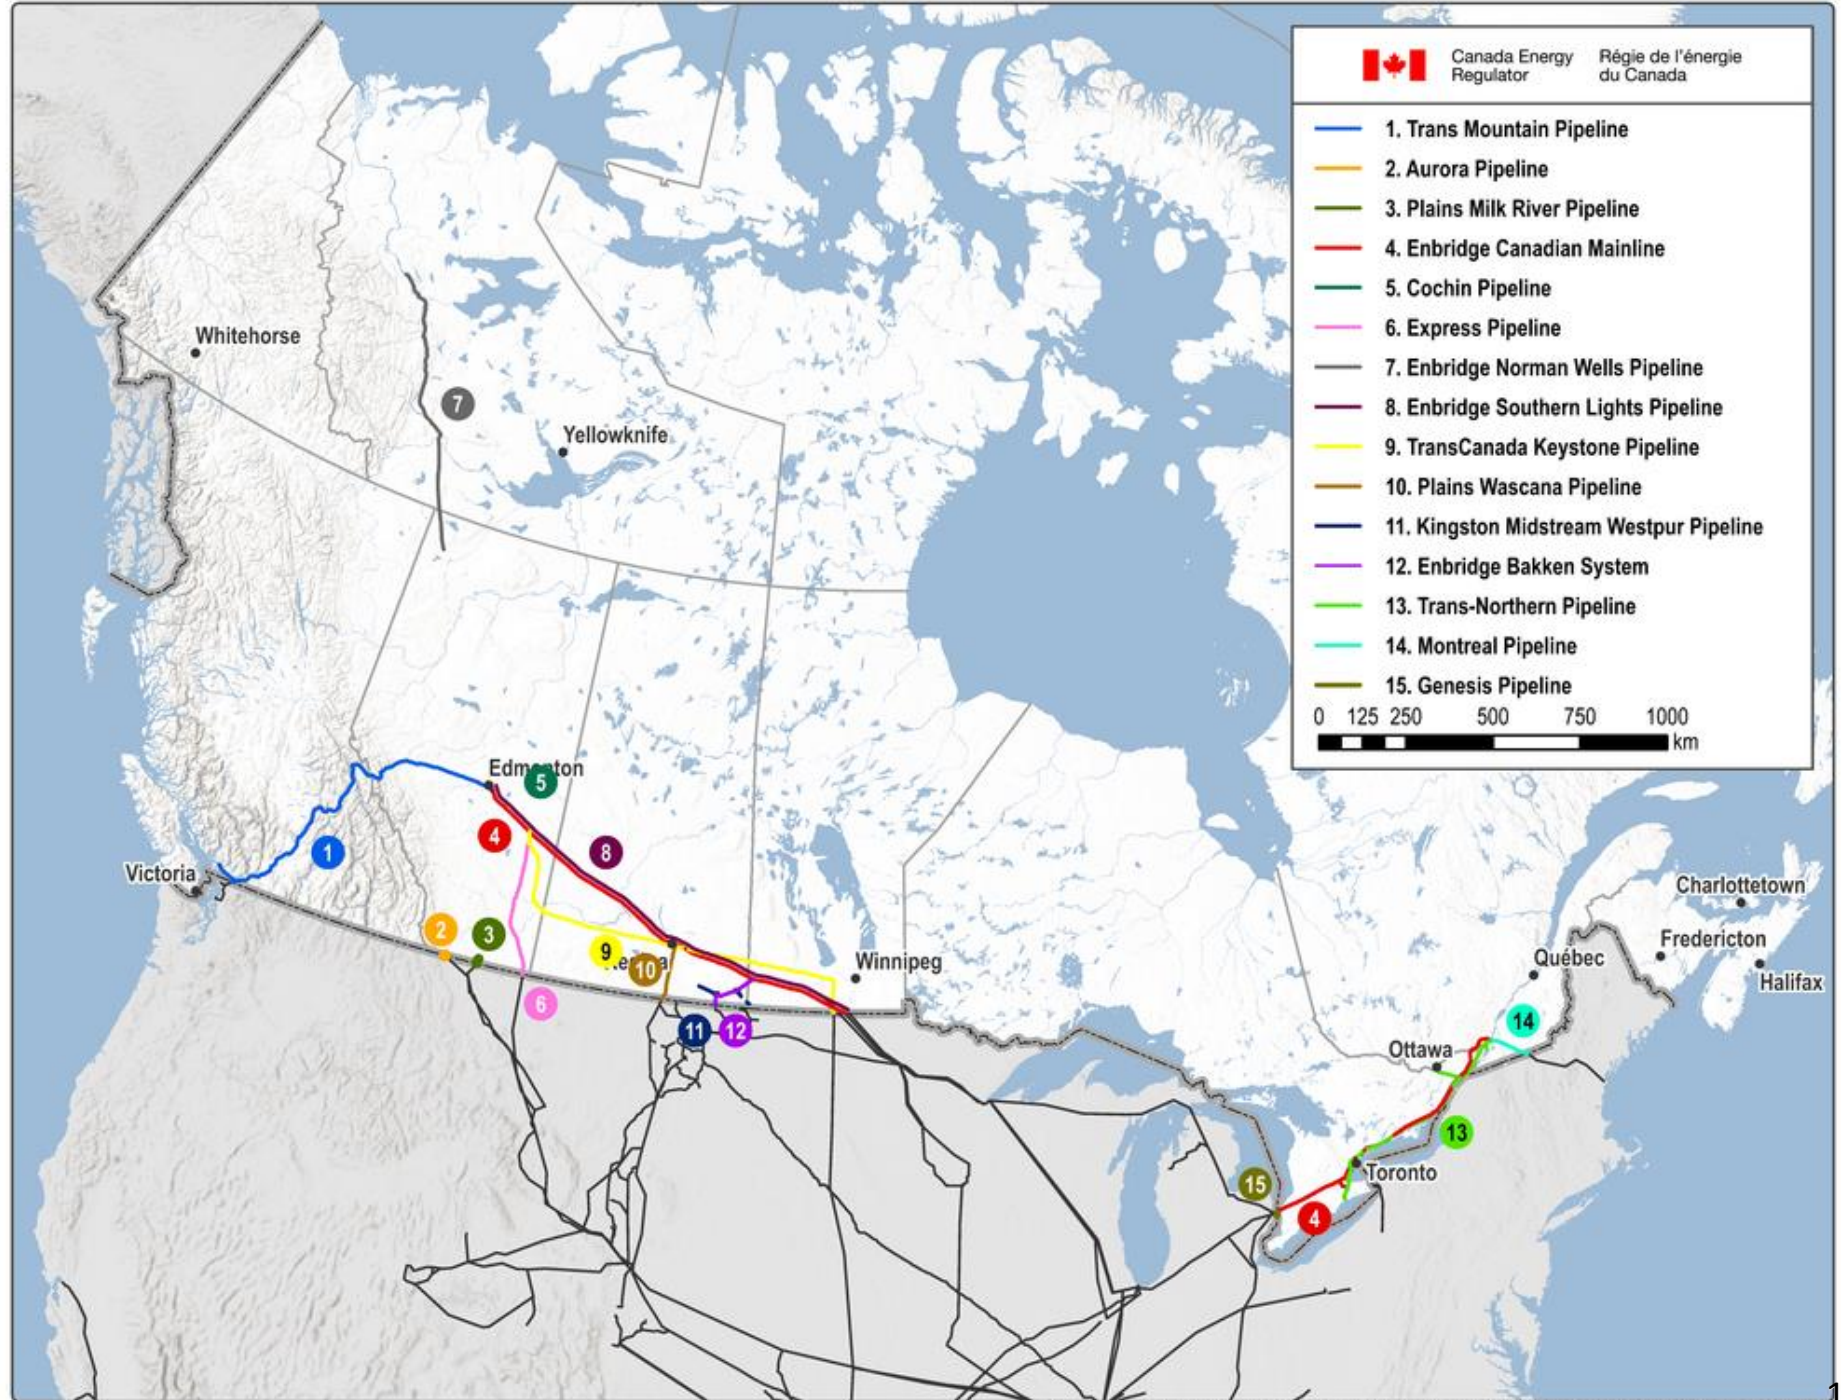 Canada Energy
Regulator
Régie de l'énergie
du Canada
1. Trans Mountain Pipeline
2. Aurora Pipeline
3. Plains Milk River Pipeline
4. Enbridge Canadian Mainline
5. Cochin Pipeline
6. Express Pipeline
7. Enbridge Norman Wells Pipeline
8. Enbridge Southern Lights Pipeline
9. TransCanada Keystone Pipeline
10. Plains Wascana Pipeline
11. Kingston Midstream Westpur Pipeline
12. Enbridge Bakken System
13. Trans-Northern Pipeline
14. Montreal Pipeline
15. Genesis Pipeline
0 125 250 500 750 1000
km
Whitehorse
7
Yellowknife
5
4
8
1
Victoria
2
3
9
10
6
11
12
Winnipeg
Charlottetown
Fredericton
Québec
Halifax
14
Ottawa
13
Toronto
15
4